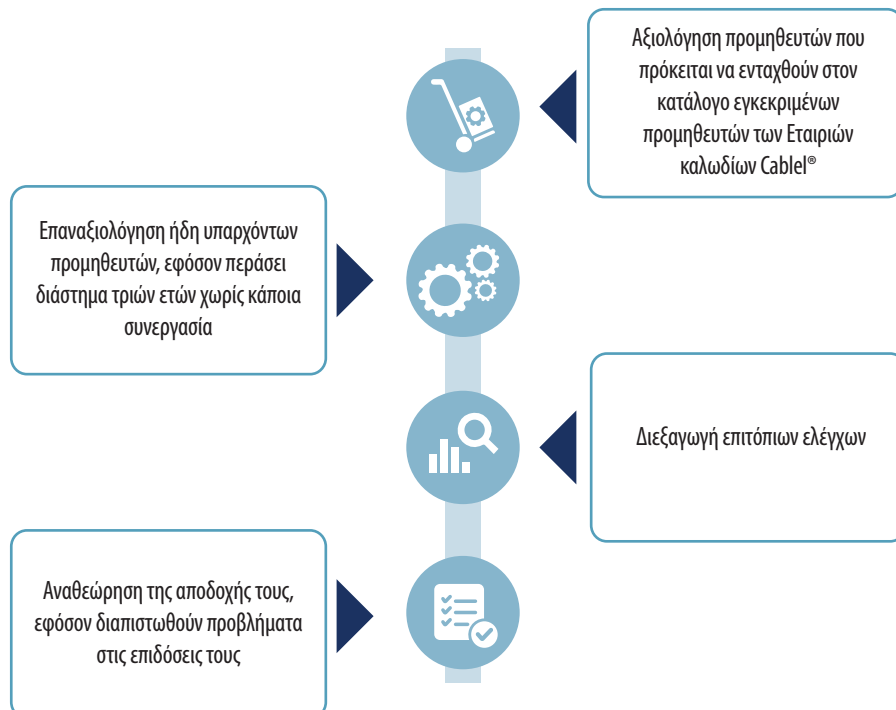 Αξιολόγηση προμηθευτών που
πρόκειται να ενταχθούν στον
κατάλογο εγκεκριμένων
προμηθευτών των Εταιριών
καλωδίων Cablel®
Επαναξιολόγηση ήδη υπαρχόντων
προμηθευτών, εφόσον περάσει
διάστημα τριών ετών χωρίς κάποια
συνεργασία
Διεξαγωγή επιτόπιων ελέγχων
Αναθεώρηση της αποδοχής τους,
εφόσον διαπιστωθούν προβλήματα
στις επιδόσεις τους